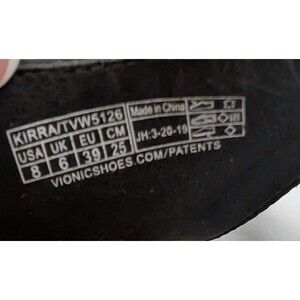 KIRRA/TVW5126
USA UK EU CM
8 6 39 25
Made in China
JH:3-20-19
VIONICSHOES.COM/PATENTS